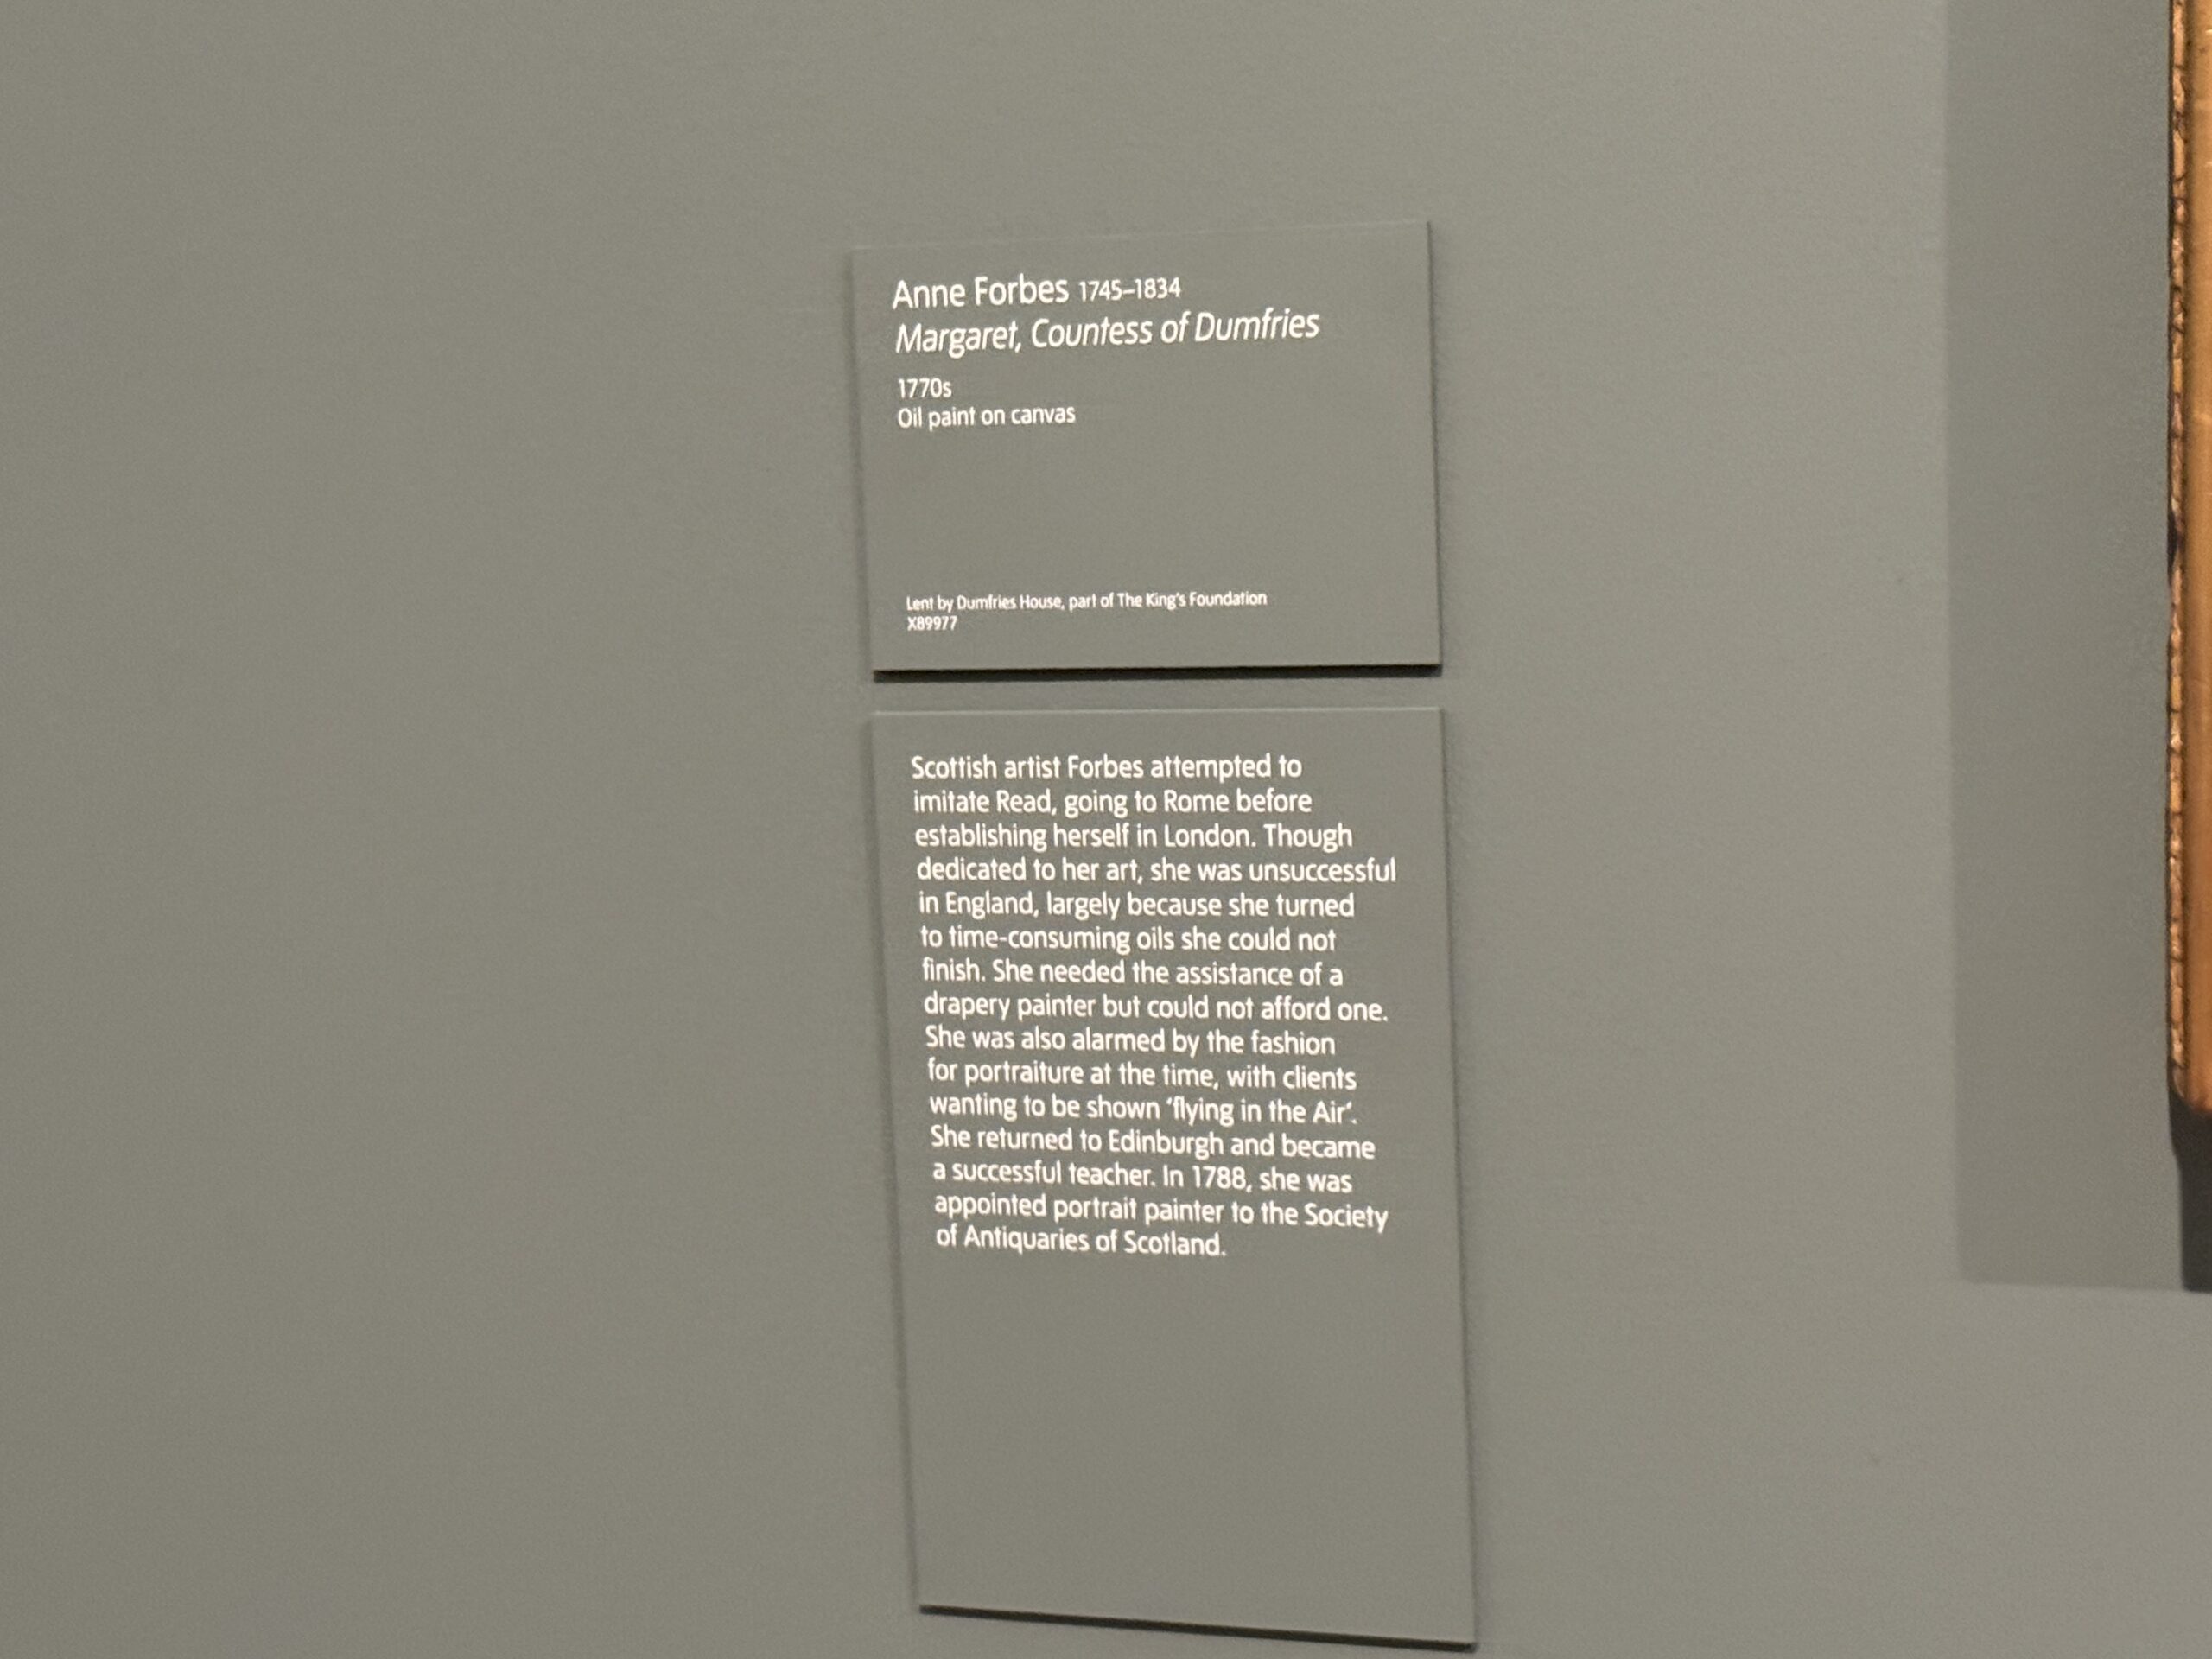 Anne Forbes 1745–1834
Margaret, Countess of Dumfries
1770s
Oil paint on canvas
Lent by Dumfries House, part of The King's Foundation
X89977
Scottish artist Forbes attempted to
imitate Read, going to Rome before
establishing herself in London. Though
dedicated to her art, she was unsuccessful
in England, largely because she turned
to time-consuming oils she could not
finish. She needed the assistance of a
drapery painter but could not afford one.
She was also alarmed by the fashion
for portraiture at the time, with clients
wanting to be shown ‘flying in the Air’.
She returned to Edinburgh and became
a successful teacher. In 1788, she was
appointed portrait painter to the Society
of Antiquaries of Scotland.